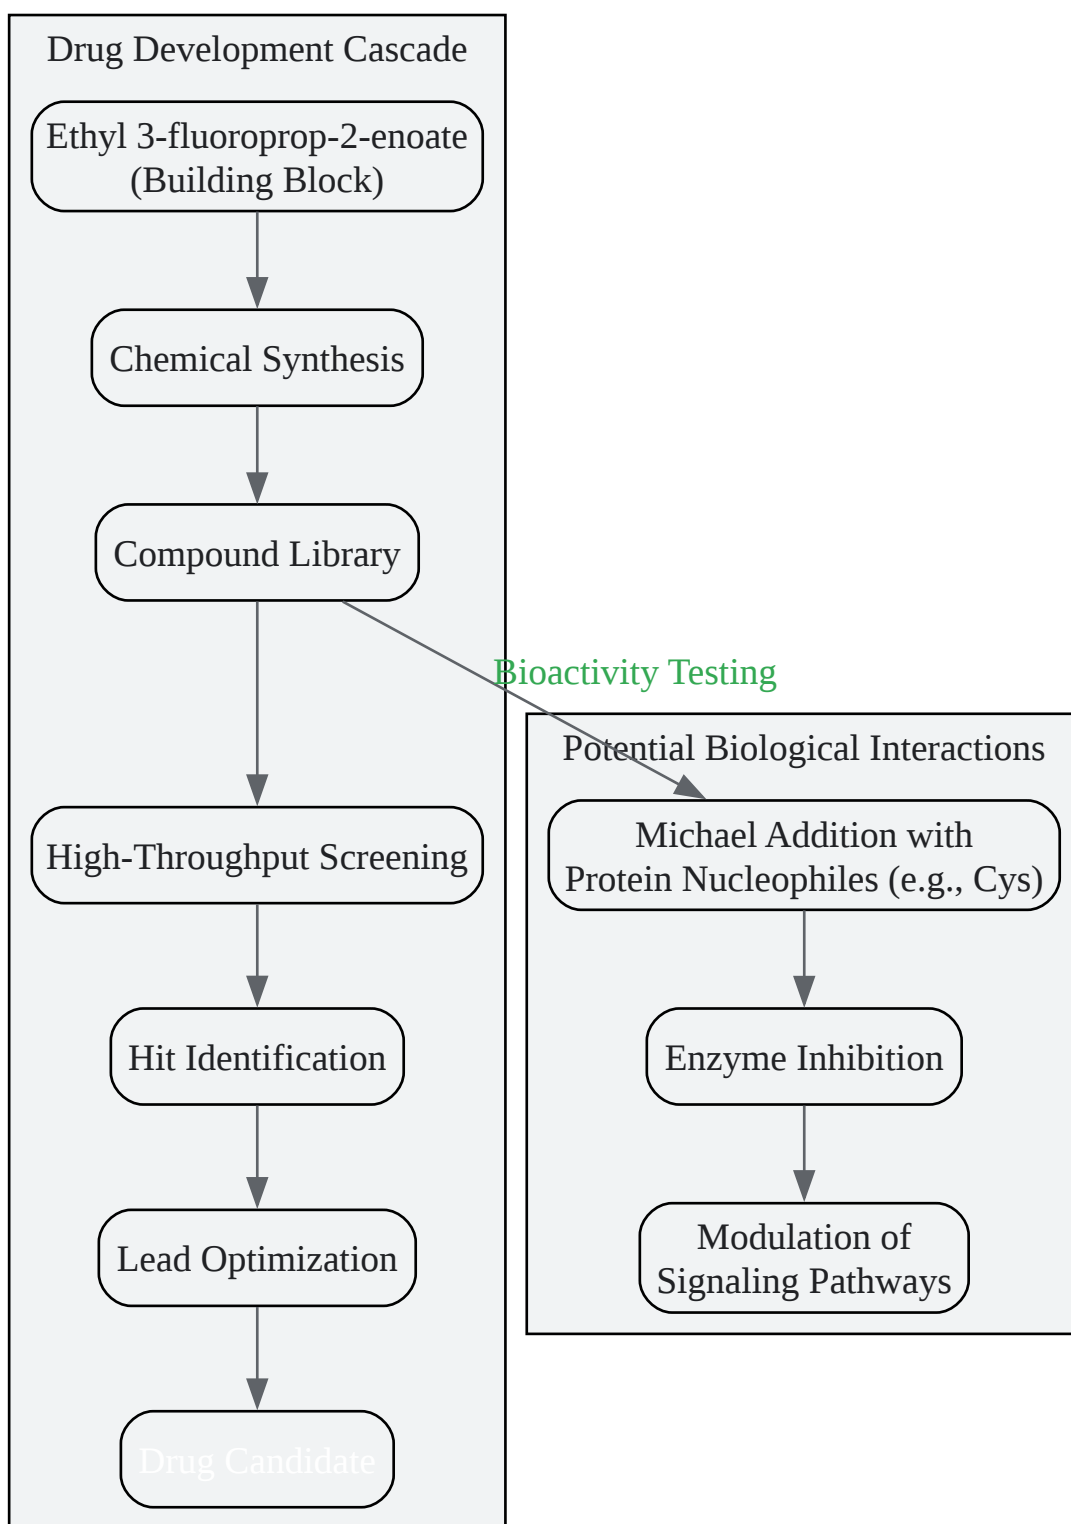 Drug Development Cascade
Ethyl 3-fluoroprop-2-enoate
(Building Block)
Chemical Synthesis
Compound Library
Bioactivity Testing
High-Throughput Screening
Hit Identification
Lead Optimization
Drug Candidate
Potential Biological Interactions
Michael Addition with
Protein Nucleophiles (e.g., Cys)
Enzyme Inhibition
Modulation of
Signaling Pathways